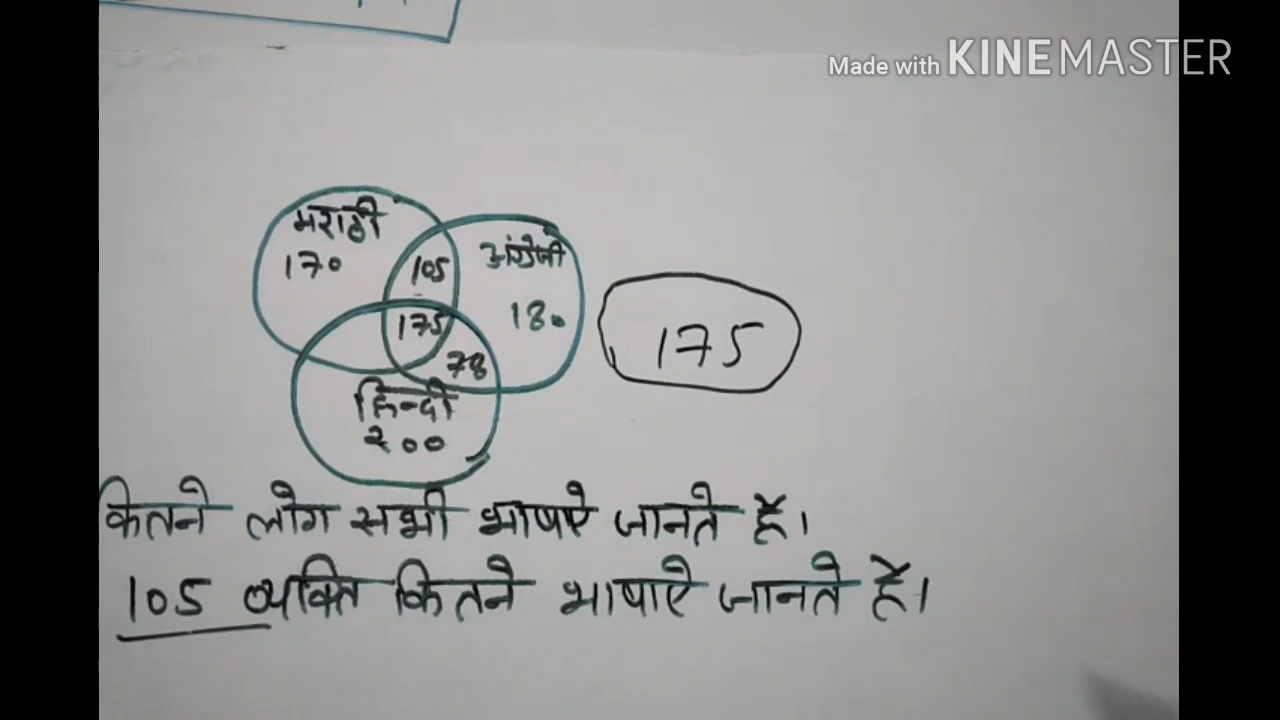 Made with KINEMASTER
मराठी
170
105
अंग्रेजी
180
175
78
हिन्दी
200
175
कितने लोग सभी भाषाऐ जानते हैं।
105 व्यक्ति कितने भाषाऐ जानते हैं।